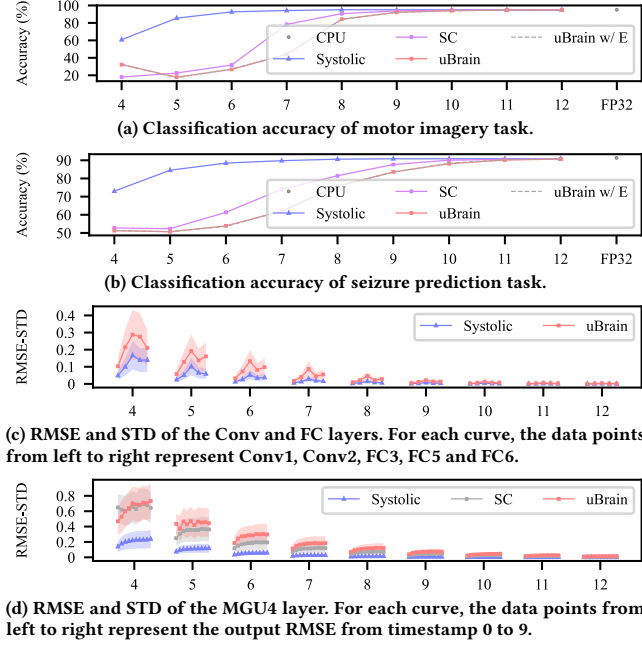 Accuracy (%)
100
80
60
40
20
CPU
SC
uBrain w/ E
Systolic
uBrain
4 5 6 7 8 9 10 11 12 FP32
(a) Classification accuracy of motor imagery task.
Accuracy (%)
90
80
70
60
50
CPU
SC
uBrain w/ E
Systolic
uBrain
4 5 6 7 8 9 10 11 12 FP32
(b) Classification accuracy of seizure prediction task.
RMSE-STD
0.4
0.3
0.2
0.1
0
Systolic
uBrain
4 5 6 7 8 9 10 11 12
(c) RMSE and STD of the Conv and FC layers. For each curve, the data points
from left to right represent Conv1, Conv2, FC3, FC5 and FC6.
RMSE-STD
0.8
0.6
0.4
0.2
0
Systolic
SC
uBrain
4 5 6 7 8 9 10 11 12
(d) RMSE and STD of the MGU4 layer. For each curve, the data points from
left to right represent the output RMSE from timestamp 0 to 9.